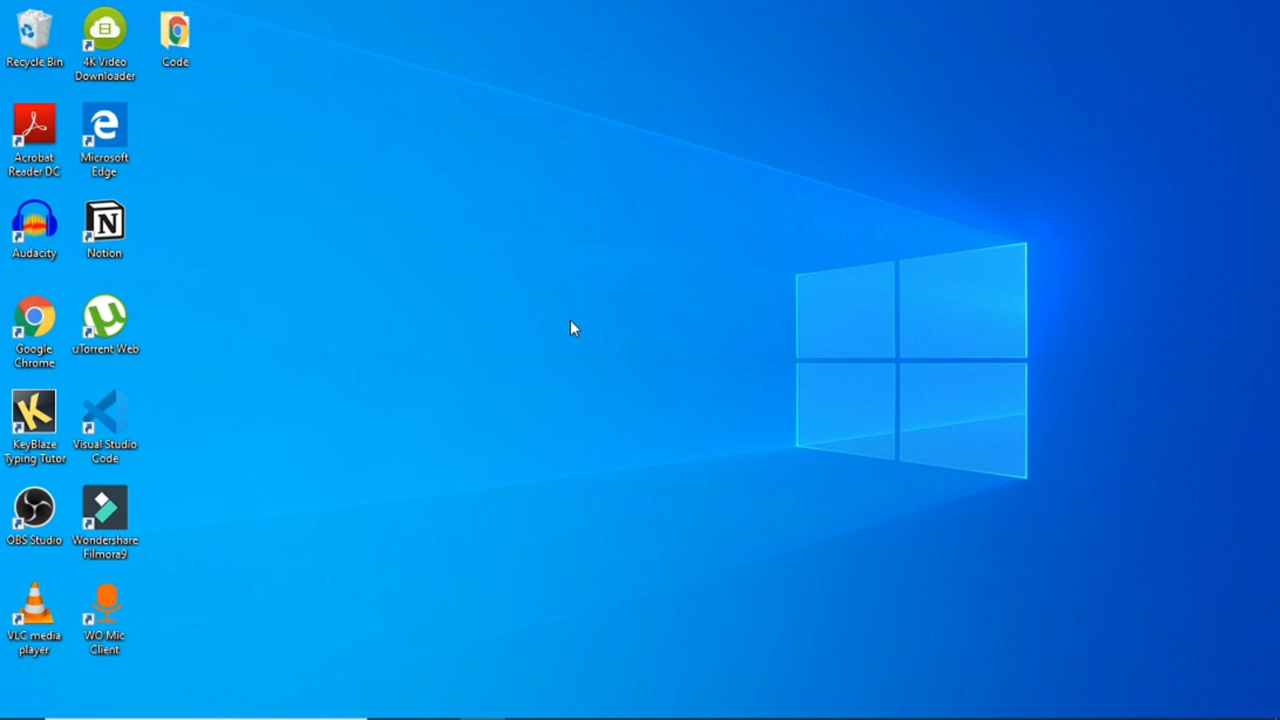 Recycle Bin
4K Video
Downloader
Code
Acrobat
Reader DC
Microsoft
Edge
Audacity
Notion
Google
Chrome
uTorrent Web
KeyBlaze
Typing Tutor
Visual Studio
Code
OBS Studio
Wondershare
Filmora9
VLC media
player
WO Mic
Client